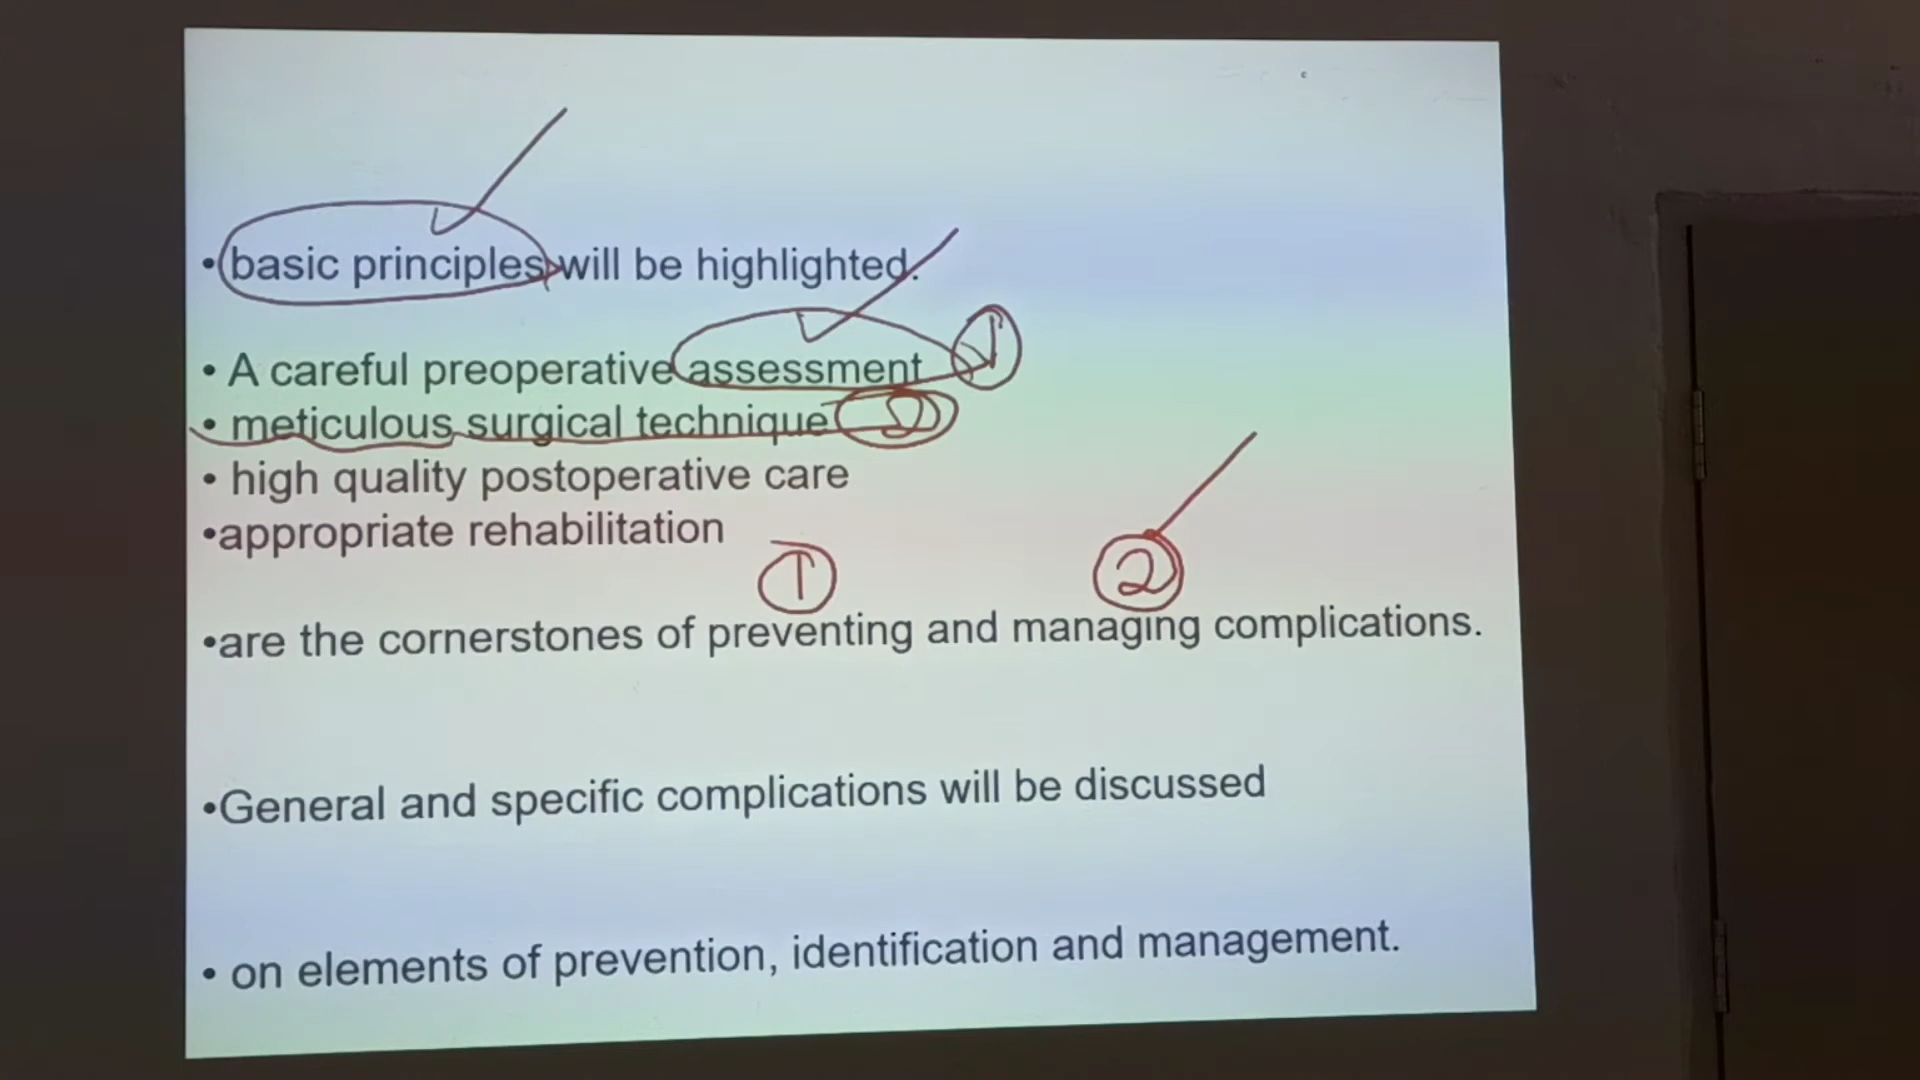 • basic principles will be highlighted.
• A careful preoperative assessment 1
• meticulous surgical technique 2
• high quality postoperative care
•appropriate rehabilitation
1 2
•are the cornerstones of preventing and managing complications.
•General and specific complications will be discussed
• on elements of prevention, identification and management.